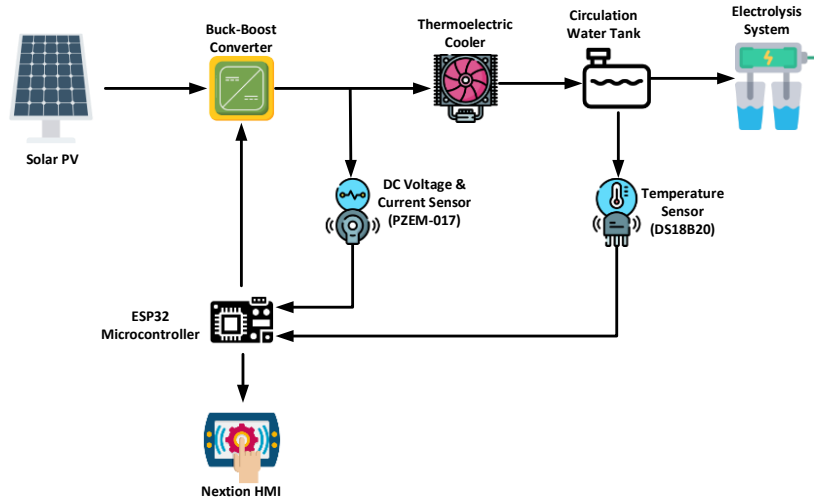 Solar PV
Buck-Boost
Converter
Thermoelectric
Cooler
Circulation
Water Tank
Electrolysis
System
DC Voltage &
Current Sensor
(PZEM-017)
Temperature
Sensor
(DS18B20)
ESP32
Microcontroller
Nextion HMI